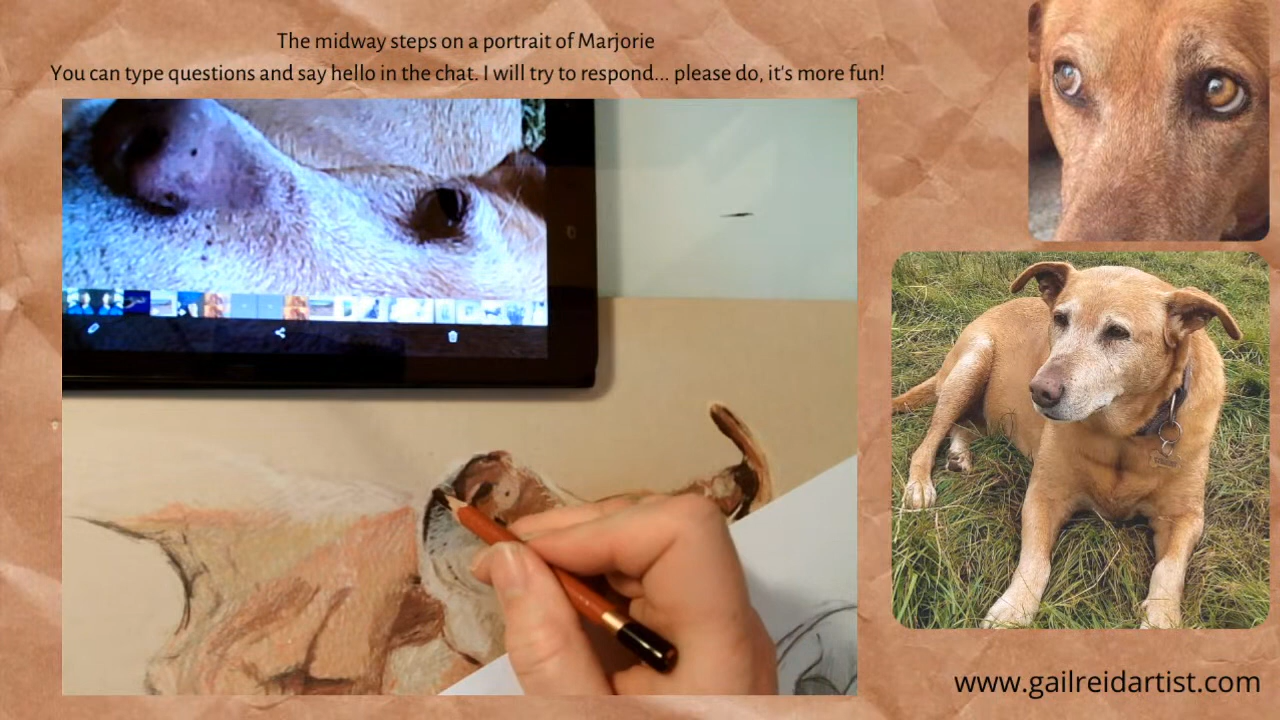 The midway steps on a portrait of Marjorie
You can type questions and say hello in the chat. I will try to respond... please do, it's more fun!
www.gailreidartist.com